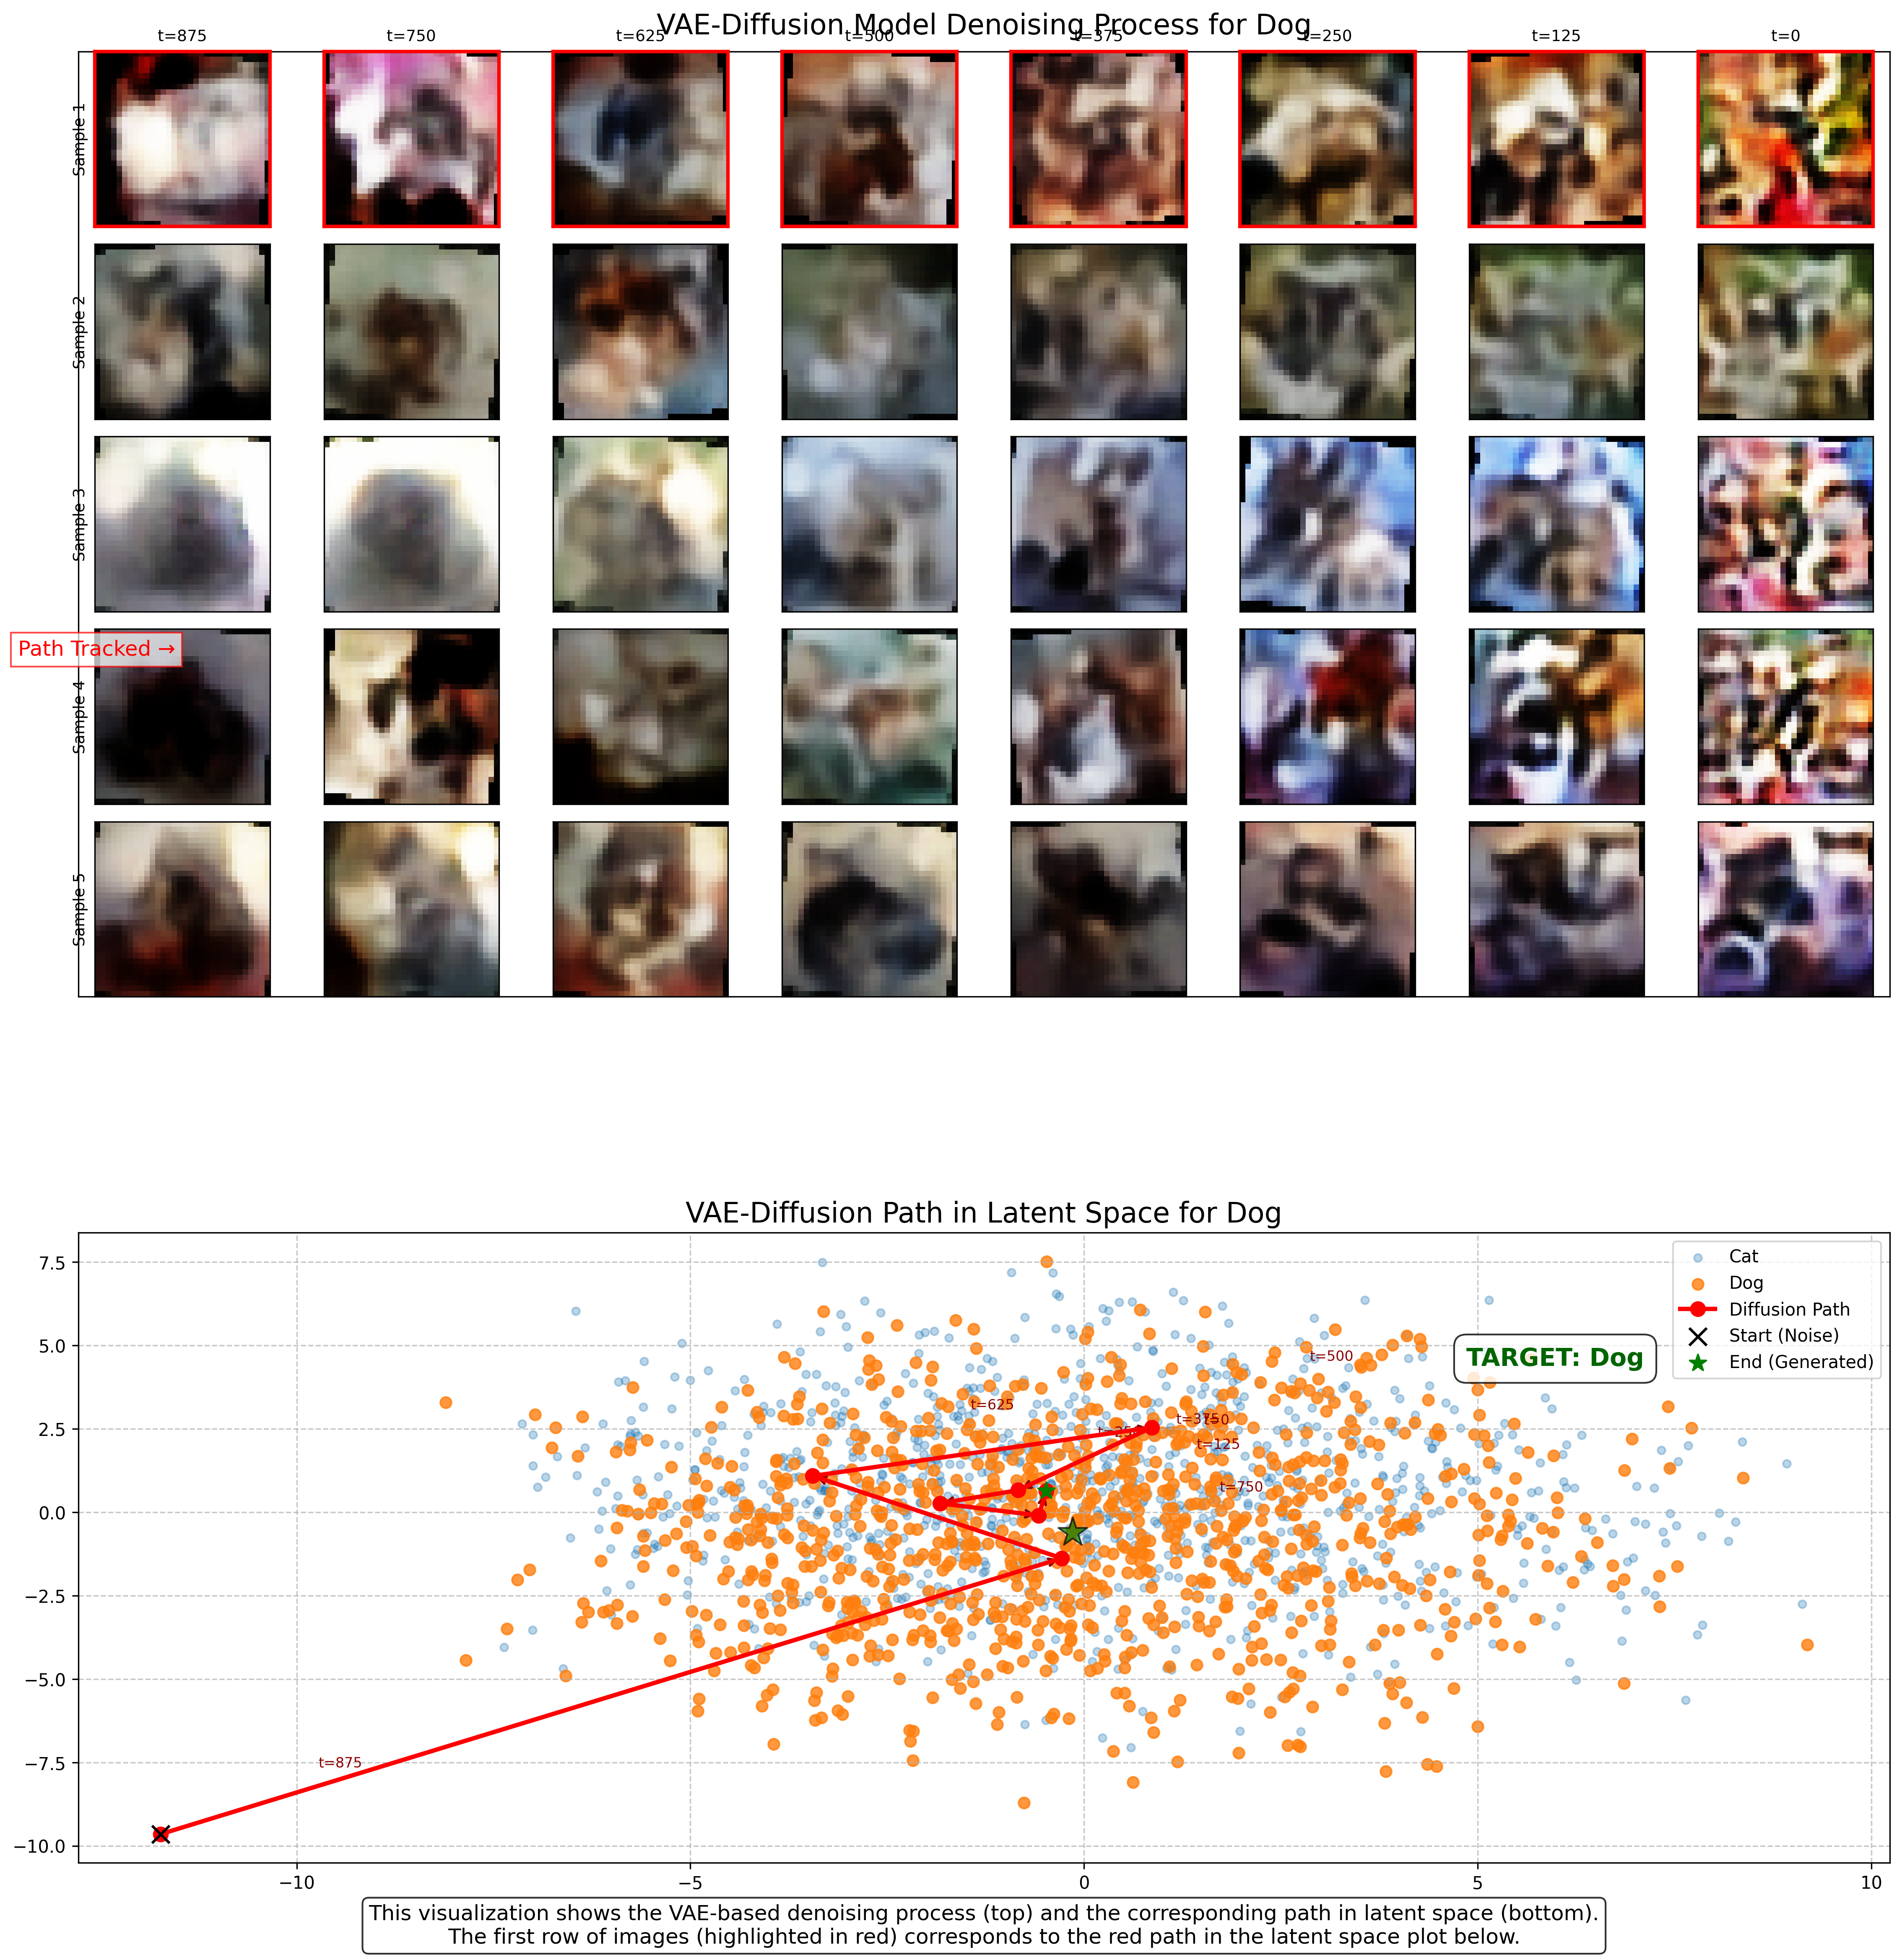 VAE-Diffusion Model Denoising Process for Dog
t=875 t=750 t=625 t=500 t=375 t=250 t=125 t=0
Sample 1
Sample 2
Sample 3
Path Tracked →
Sample 4
Sample 5
VAE-Diffusion Path in Latent Space for Dog
7.5
5.0
2.5
0.0
−2.5
−5.0
−7.5
−10.0
Cat
Dog
Diffusion Path
Start (Noise)
End (Generated)
TARGET: Dog
t=500
t=625
t=375
t=125
t=750
t=875
−10 −5 0 5 10
This visualization shows the VAE-based denoising process (top) and the corresponding path in latent space (bottom).
The first row of images (highlighted in red) corresponds to the red path in the latent space plot below.